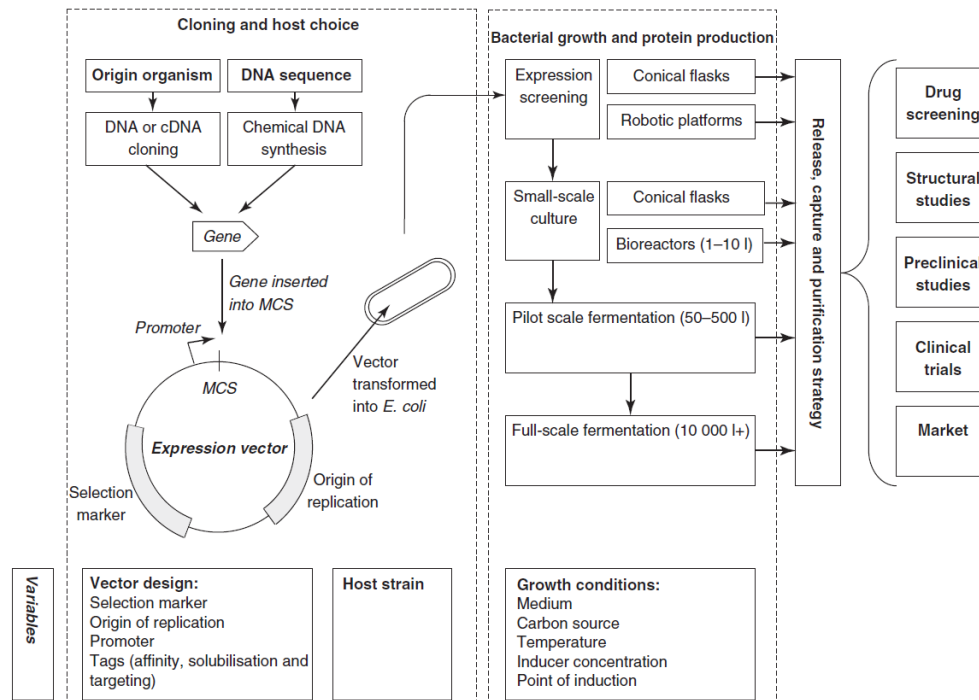 Cloning and host choice
Origin organism
DNA sequence
DNA or cDNA
cloning
Chemical DNA
synthesis
Gene
Gene inserted
into MCS
Promoter
MCS
Expression vector
Selection
marker
Origin of
replication
Vector
transformed
into E. coli
Bacterial growth and protein production
Expression
screening
Conical flasks
Robotic platforms
Small-scale
culture
Conical flasks
Bioreactors (1–10 l)
Pilot scale fermentation (50–500 l)
Full-scale fermentation (10 000 l+)
Release, capture and purification strategy
Drug
screening
Structural
studies
Preclinical
studies
Clinical
trials
Market
Variables
Vector design:
Selection marker
Origin of replication
Promoter
Tags (affinity, solubilisation and
targeting)
Host strain
Growth conditions:
Medium
Carbon source
Temperature
Inducer concentration
Point of induction